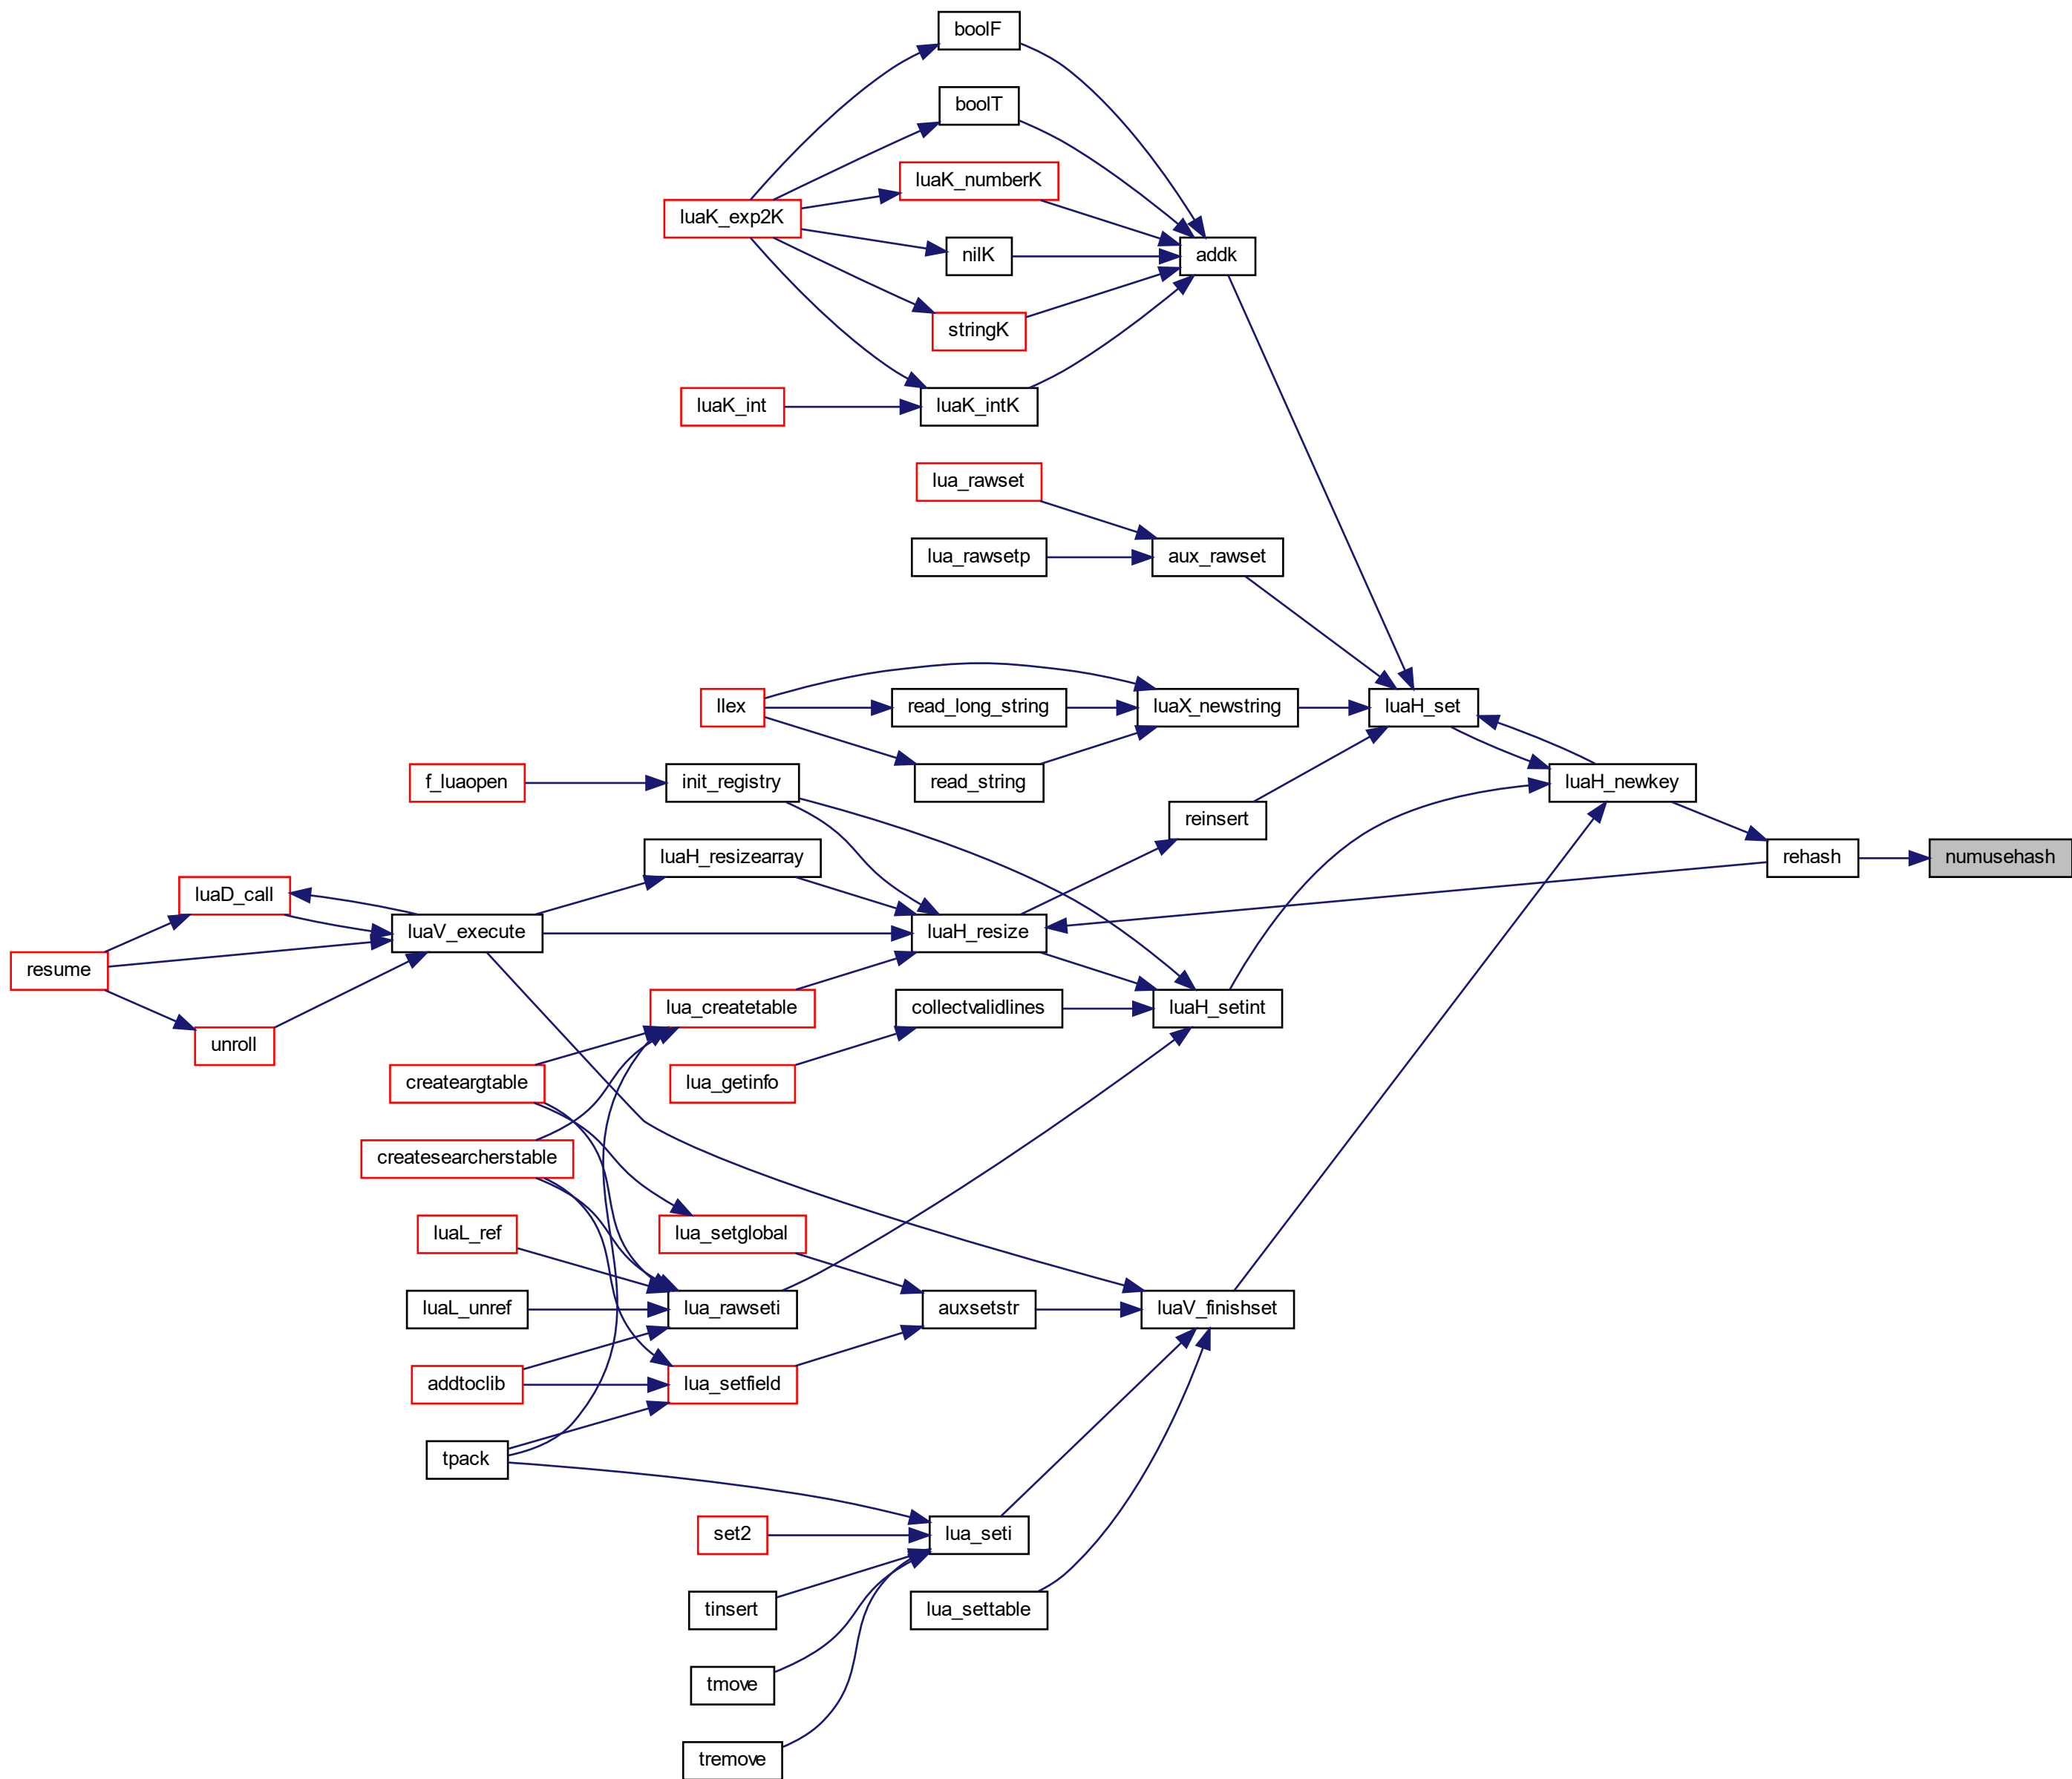 boolF
boolT
luaK_numberK
luaK_exp2K
nilK
addk
stringK
luaK_int
luaK_intK
lua_rawset
lua_rawsetp
aux_rawset
llex
read_long_string
luaX_newstring
luaH_set
f_luaopen
init_registry
read_string
luaH_newkey
reinsert
luaH_resizearray
rehash
numusehash
luaD_call
luaV_execute
luaH_resize
resume
lua_createtable
collectvalidlines
luaH_setint
unroll
createargtable
lua_getinfo
createsearcherstable
luaL_ref
lua_setglobal
luaL_unref
lua_rawseti
auxsetstr
luaV_finishset
addtoclib
lua_setfield
tpack
set2
lua_seti
tinsert
lua_settable
tmove
tremove